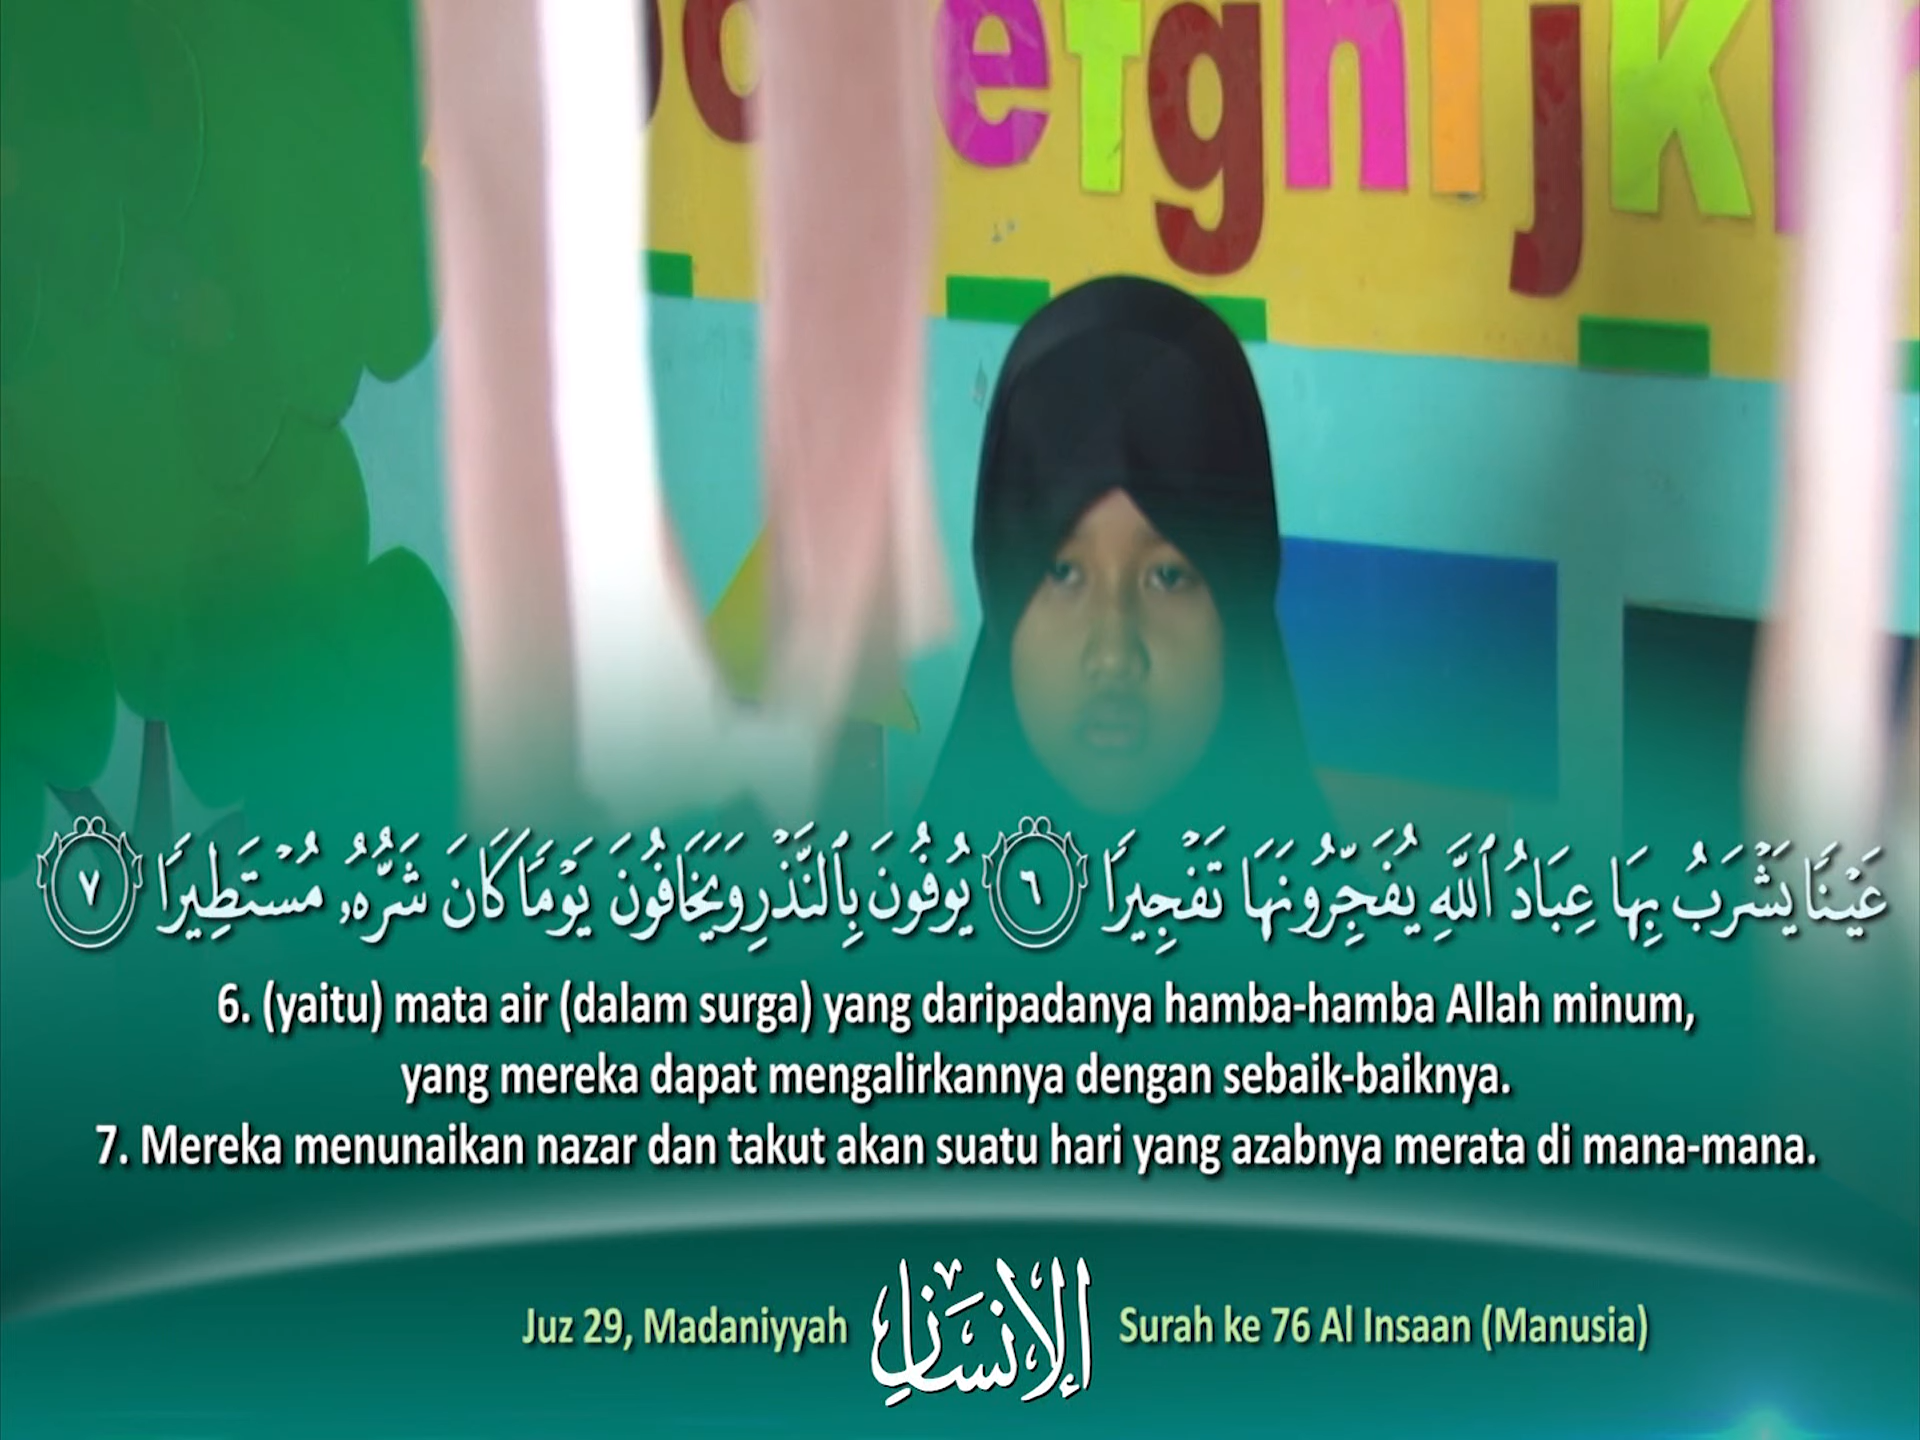 e f g h i j k
عَيْنًا يَشْرَبُ بِهَا عِبَادُ ٱللَّهِ يُفَجِّرُونَهَا تَفْجِيرًا ٦ يُوفُونَ بِٱلنَّذْرِ وَيَخَافُونَ يَوْمًا كَانَ شَرُّهُۥ مُسْتَطِيرًا ٧
6. (yaitu) mata air (dalam surga) yang daripadanya hamba-hamba Allah minum,
yang mereka dapat mengalirkannya dengan sebaik-baiknya.
7. Mereka menunaikan nazar dan takut akan suatu hari yang azabnya merata di mana-mana.
Juz 29, Madaniyyah الإنسان Surah ke 76 Al Insaan (Manusia)